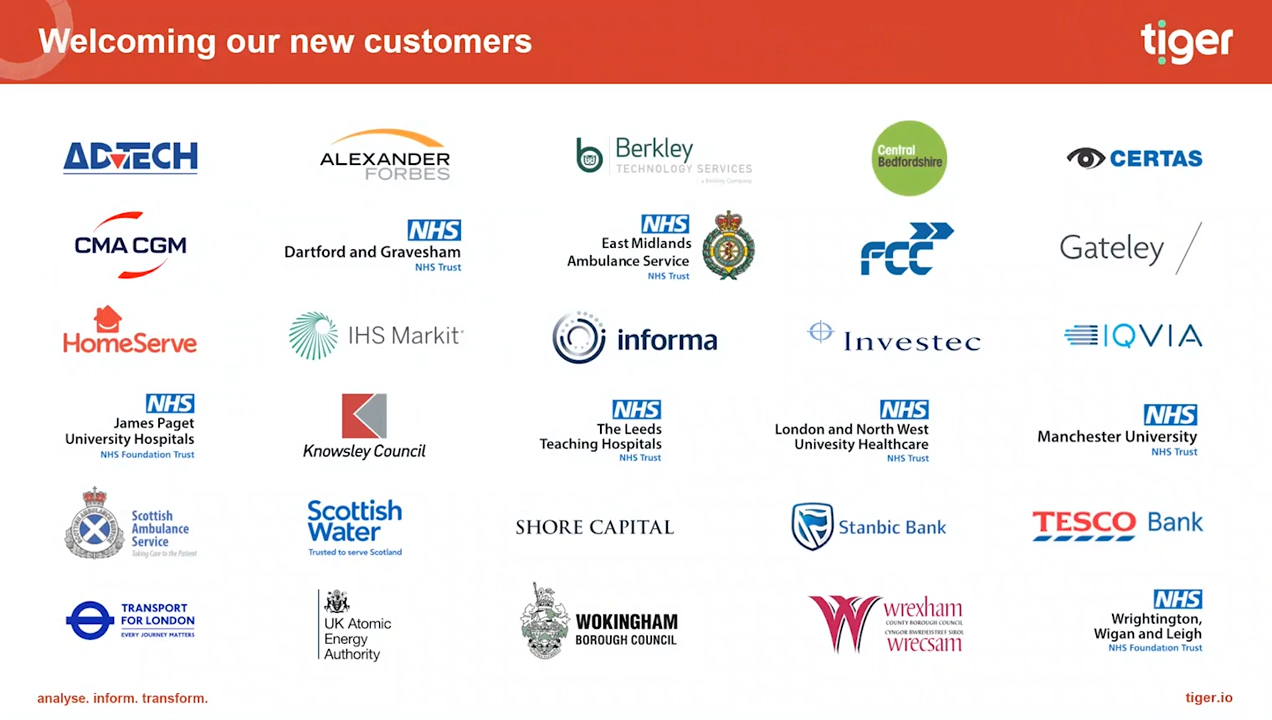 Welcoming our new customers
tiger
ADTECH
ALEXANDER
FORBES
b
Berkley
TECHNOLOGY SERVICES
a Berkley Company
Central
Bedfordshire
CERTAS
CMA CGM
NHS
Dartford and Gravesham
NHS Trust
NHS
East Midlands
Ambulance Service
NHS Trust
FCC
Gateley
HomeServe
IHS Markit
informa
Investec
IQVIA
NHS
James Paget
University Hospitals
NHS Foundation Trust
Knowsley Council
NHS
The Leeds
Teaching Hospitals
NHS Trust
NHS
London and North West
Univesity Healthcare
NHS Trust
NHS
Manchester University
NHS Trust
Scottish
Ambulance
Service
Taking Care to the Patient
Scottish
Water
Trusted to serve Scotland
SHORE CAPITAL
Stanbic Bank
TESCO Bank
TRANSPORT
FOR LONDON
EVERY JOURNEY MATTERS
UK Atomic
Energy
Authority
WOKINGHAM
BOROUGH COUNCIL
wrexham
COUNTY BOROUGH COUNCIL
CYNGOR BWRDEISTREF SIROL
wrecsam
NHS
Wrightington,
Wigan and Leigh
NHS Foundation Trust
analyse. inform. transform.
tiger.io